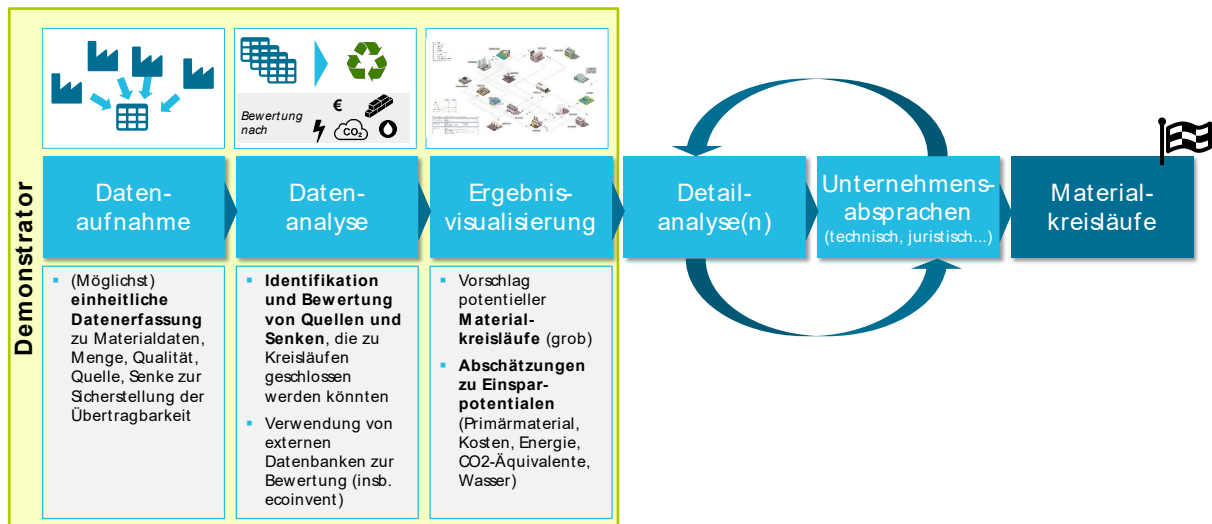 Demonstrator
Bewertung
nach
€
CO2
Daten-
aufnahme
Daten-
analyse
Ergebnis-
visualisierung
Detail-
analyse(n)
Unternehmens-
absprachen
(technisch, juristisch...)
Material-
kreisläufe
(Möglichst)
einheitliche
Datenerfassung
zu Materialdaten,
Menge, Qualität,
Quelle, Senke zur
Sicherstellung der
Übertragbarkeit
Identifikation
und Bewertung
von Quellen und
Senken, die zu
Kreisläufen
geschlossen
werden könnten
Verwendung von
externen
Datenbanken zur
Bewertung (insb.
ecoinvent)
Vorschlag
potentieller
Material-
kreisläufe (grob)
Abschätzungen
zu Einspar-
potentialen
(Primärmaterial,
Kosten, Energie,
CO2-Äquivalente,
Wasser)